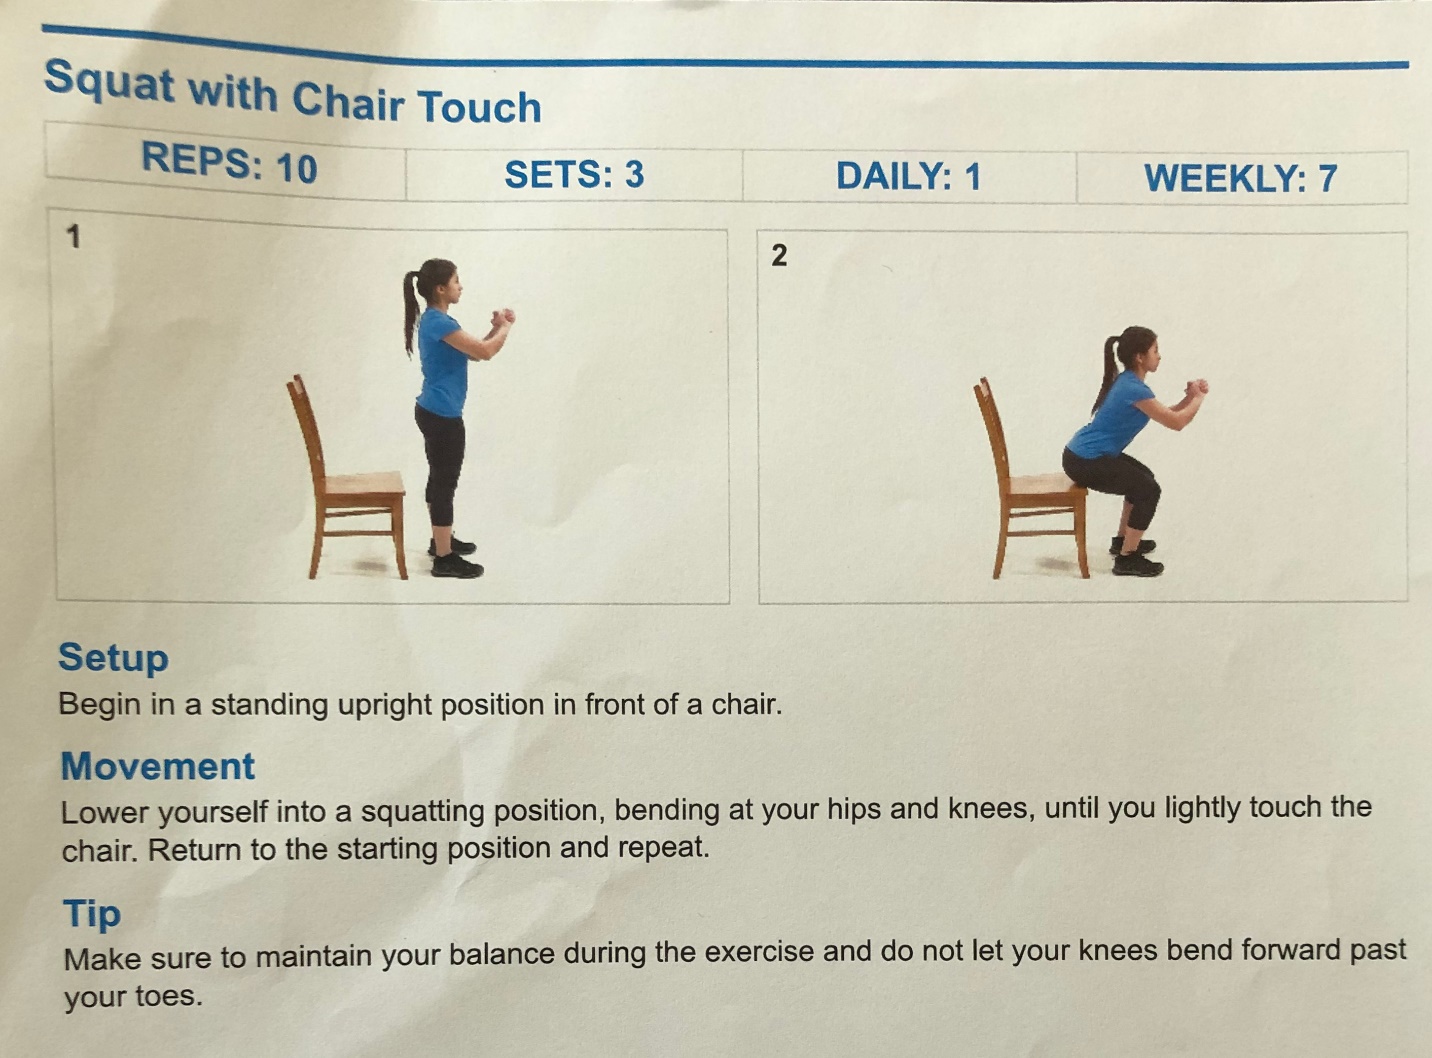 Squat with Chair Touch
REPS: 10 SETS: 3 DAILY: 1 WEEKLY: 7
1
2
Setup
Begin in a standing upright position in front of a chair.
Movement
Lower yourself into a squatting position, bending at your hips and knees, until you lightly touch the
chair. Return to the starting position and repeat.
Tip
Make sure to maintain your balance during the exercise and do not let your knees bend forward past
your toes.